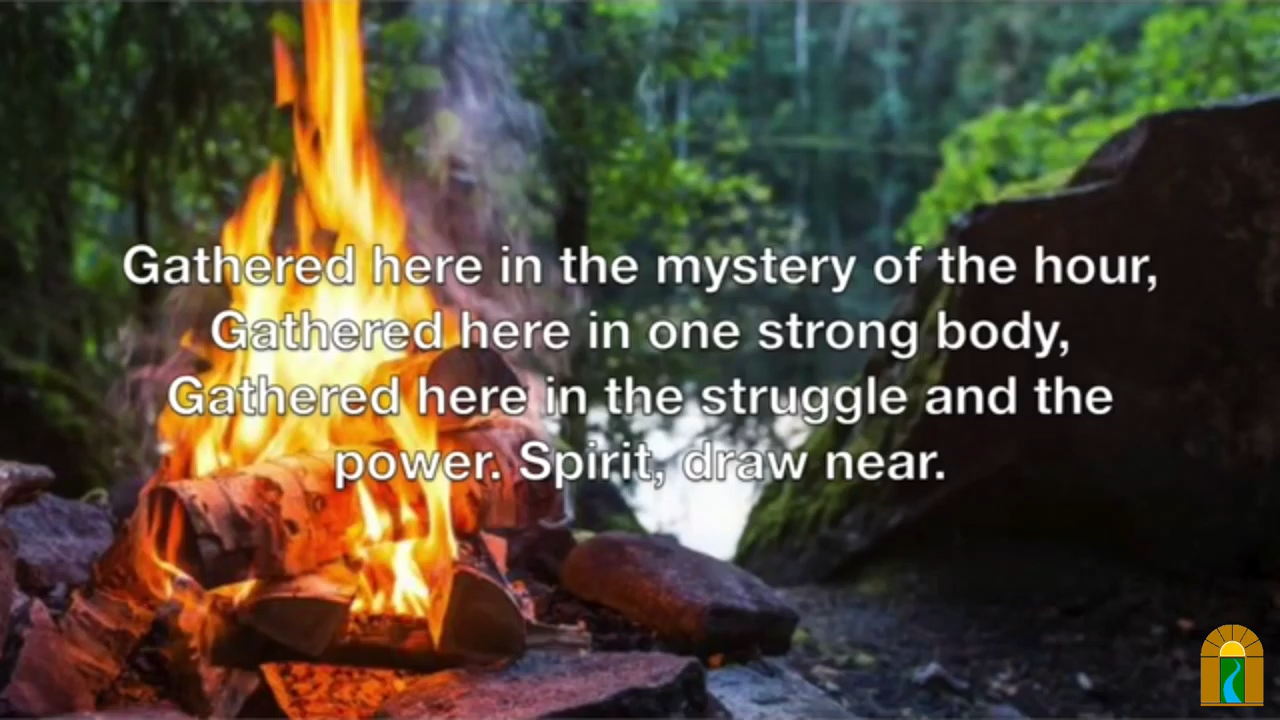 Gathered here in the mystery of the hour,
Gathered here in one strong body,
Gathered here in the struggle and the
power. Spirit, draw near.